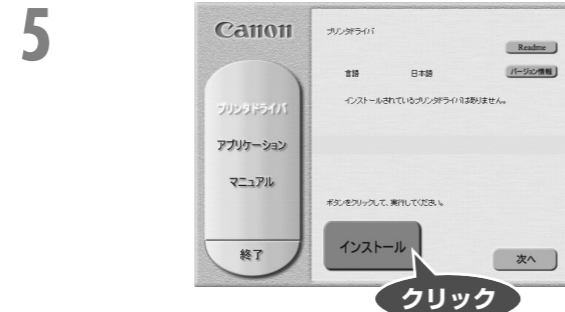 5
Canon
プリンタドライバ
Readme
言語 日本語 バージョン情報
インストールされているプリンタドライバはありません。
プリンタドライバ
アプリケーション
マニュアル
ボタンをクリックして、実行してください。
インストール
終了
次へ
クリック